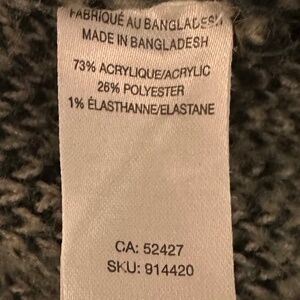 FABRIQUÉ AU BANGLADESH
MADE IN BANGLADESH
73% ACRYLIQUE/ACRYLIC
26% POLYESTER
1% ÉLASTHANNE/ELASTANE
CA: 52427
SKU: 914420